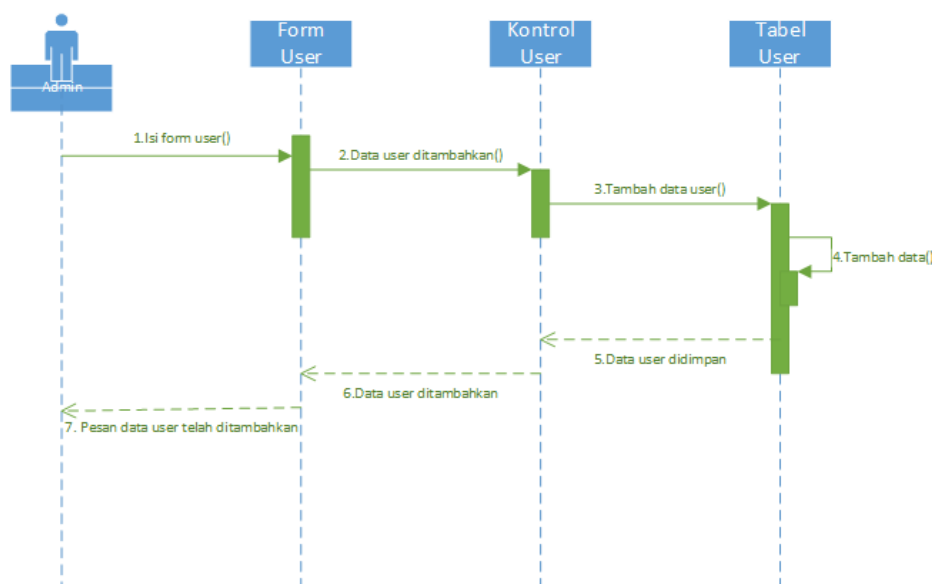 Form
User
Kontrol
User
Tabel
User
Admin
1.Isi form user()
2.Data user ditambahkan()
3.Tambah data user()
4.Tambah data()
5.Data user didimpan
6.Data user ditambahkan
7. Pesan data user telah ditambahkan